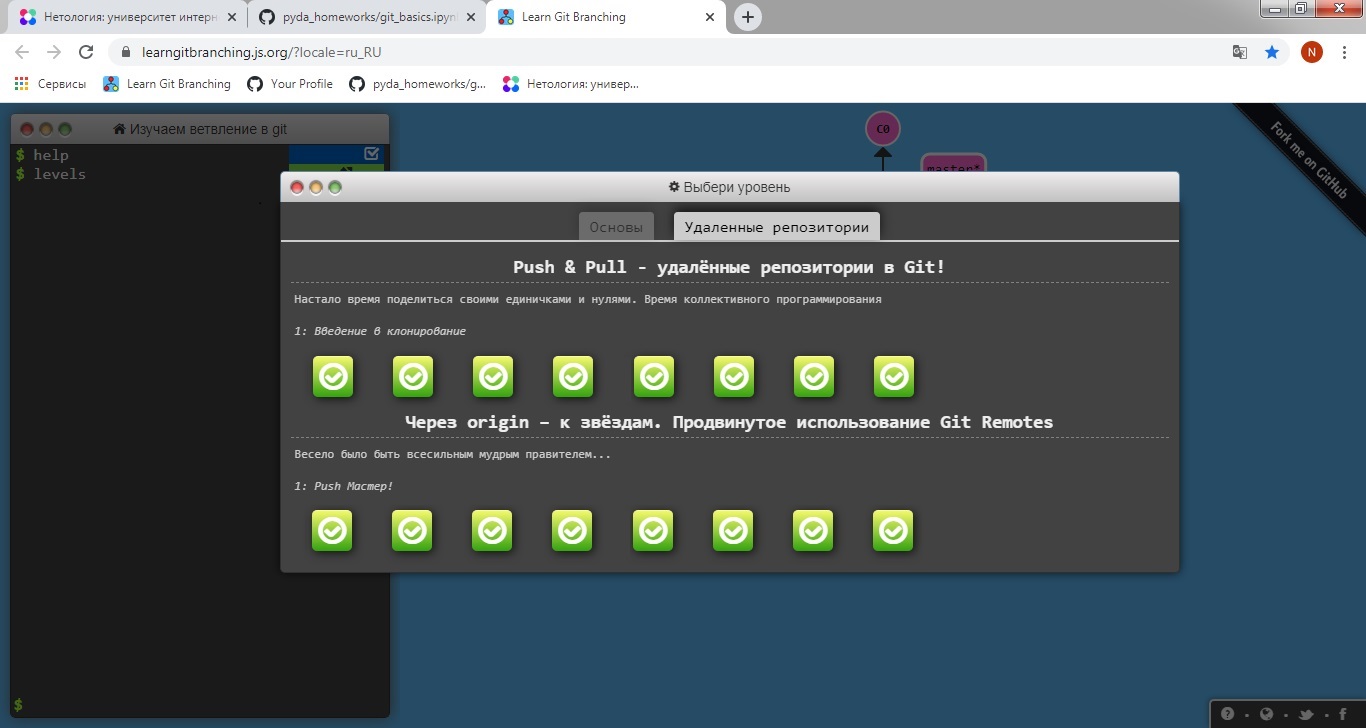 Нетология: университет интерн
pyda_homeworks/git_basics.ipynb
Learn Git Branching
learngitbranching.js.org/?locale=ru_RU
N
Сервисы
Learn Git Branching
Your Profile
pyda_homeworks/g...
Нетология: универ...
Изучаем ветвление в git
$ help
$ levels
C0
master*
Fork me on GitHub
Выбери уровень
Основы
Удаленные репозитории
Push & Pull - удалённые репозитории в Git!
Настало время поделиться своими единичками и нулями. Время коллективного программирования
1: Введение в клонирование
Через origin – к звёздам. Продвинутое использование Git Remotes
Весело было быть всесильным мудрым правителем...
1: Push Мастер!
$